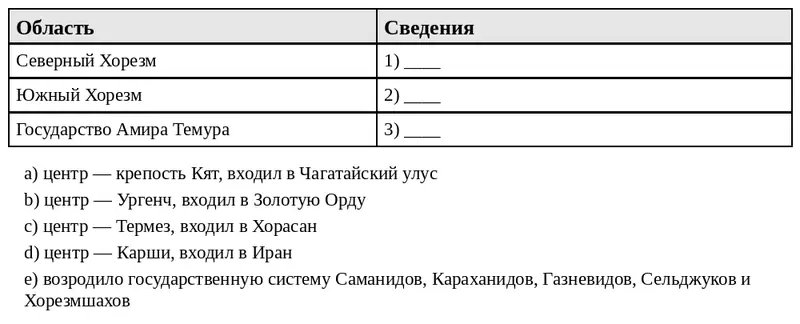 Область Сведения
Северный Хорезм 1) ____
Южный Хорезм 2) ____
Государство Амира Темура 3) ____
a) центр — крепость Кят, входил в Чагатайский улус
b) центр — Ургенч, входил в Золотую Орду
c) центр — Термез, входил в Хорасан
d) центр — Карши, входил в Иран
e) возродило государственную систему Саманидов, Караханидов, Газневидов, Сельджуков и
Хорезмшахов